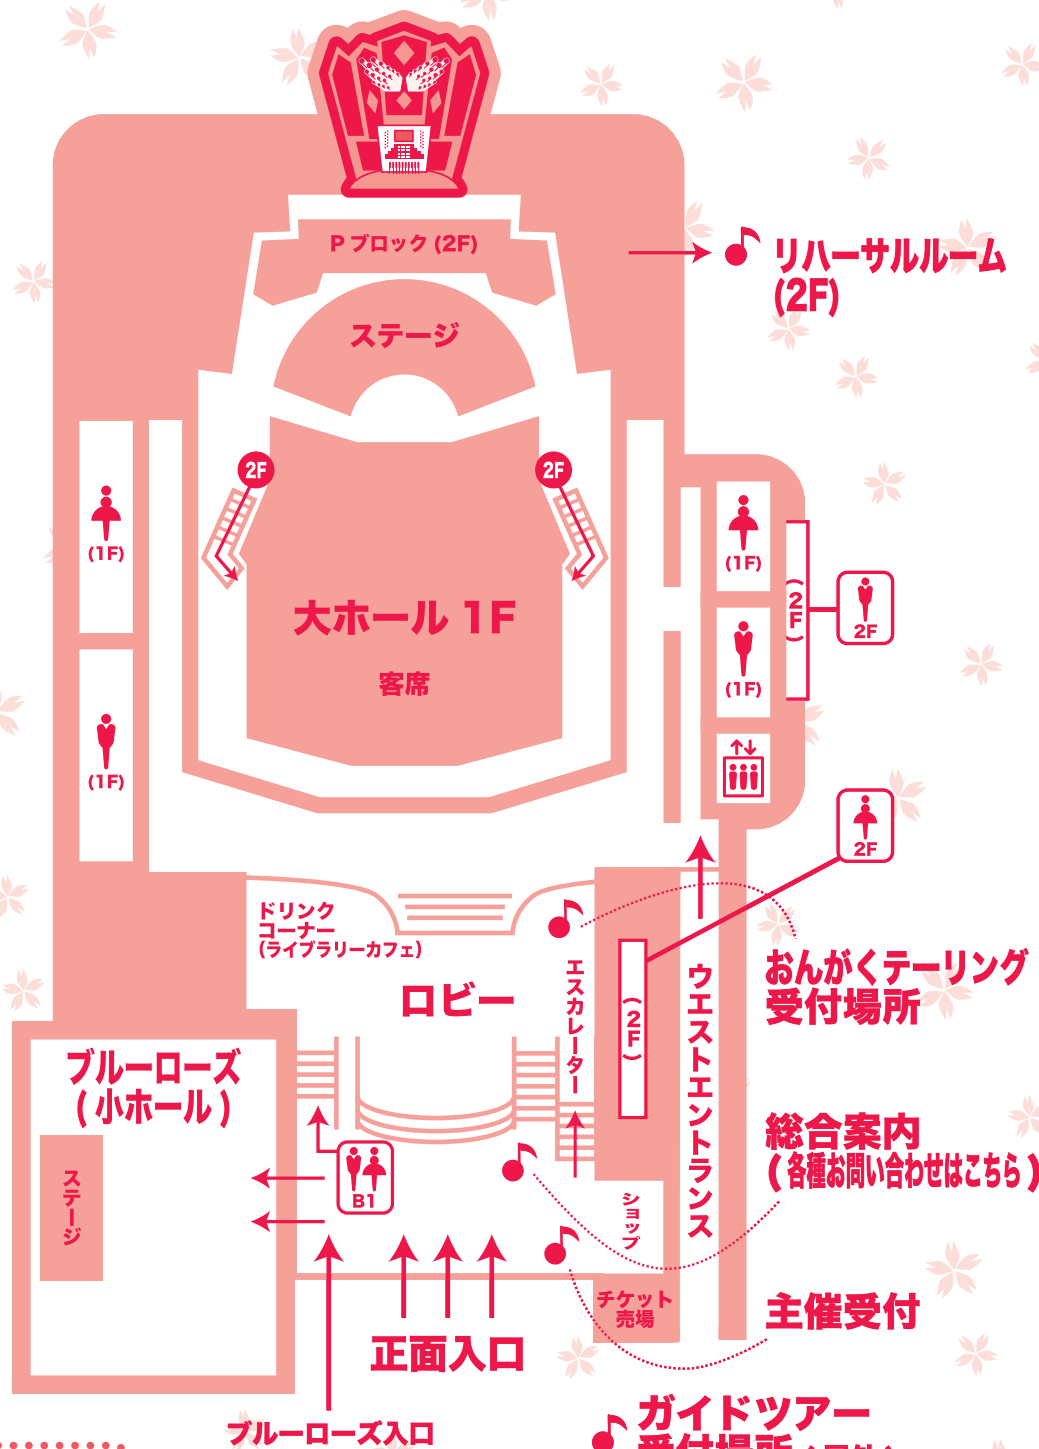 P ブロック (2F)
リハーサルルーム
(2F)
ステージ
2F
2F
(1F)
(1F)
(2F)
2F
大ホール 1F
客席
(1F)
(1F)
2F
ドリンク
コーナー
(ライブラリーカフェ)
ロビー
エスカレーター
(2F)
ウエストエントランス
おんがくテーリング
受付場所
ブルーローズ
(小ホール)
ステージ
B1
ショップ
総合案内
(各種お問い合わせはこちら)
チケット
売場
主催受付
正面入口
ブルーローズ入口
ガイドツアー
受付場所